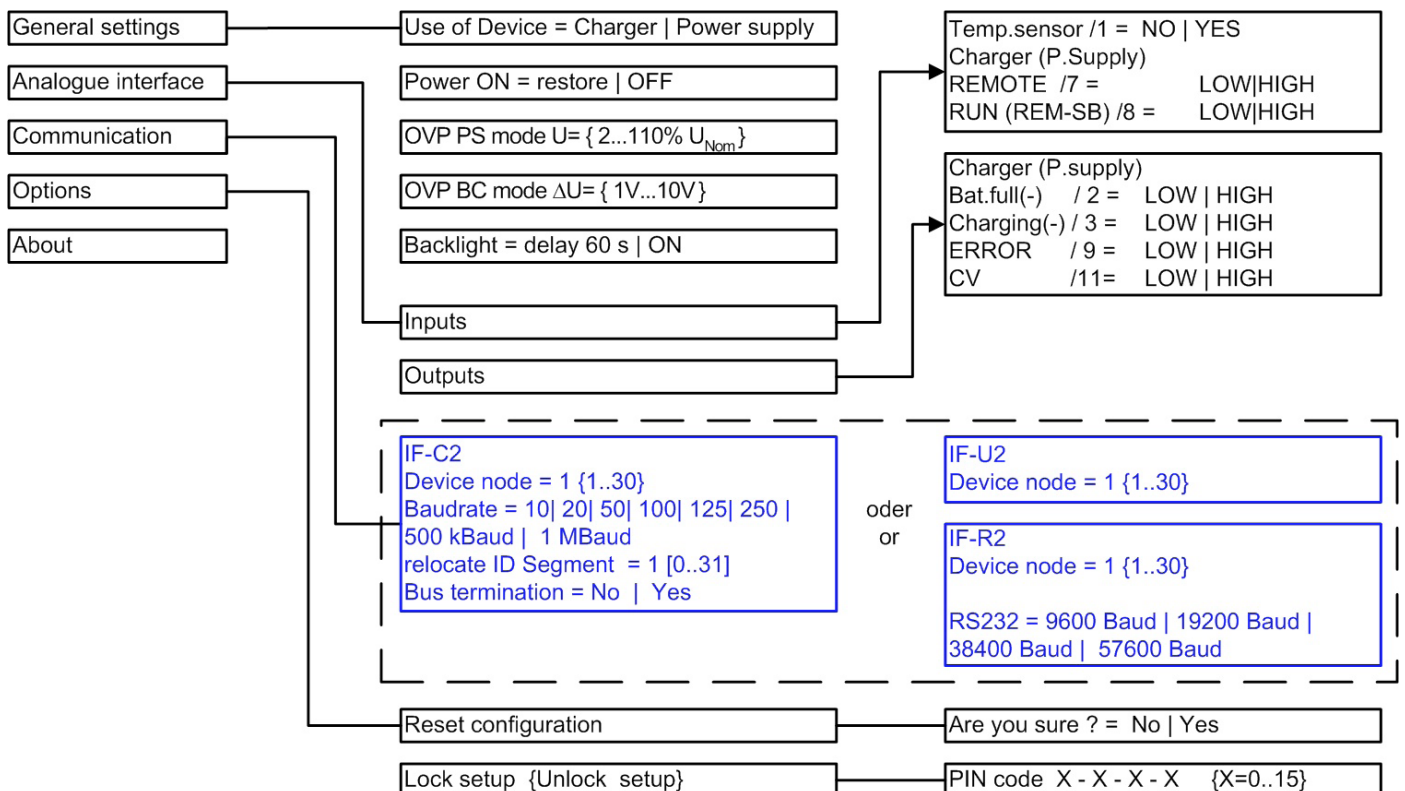 General settings
Analogue interface
Communication
Options
About
Use of Device = Charger | Power supply
Power ON = restore | OFF
OVP PS mode U= { 2...110% UNom}
OVP BC mode ΔU= { 1V...10V}
Backlight = delay 60 s | ON
Inputs
Outputs
Temp.sensor /1 = NO | YES
Charger (P.Supply)
REMOTE /7 = LOW|HIGH
RUN (REM-SB) /8 = LOW|HIGH
Charger (P.supply)
Bat.full(-) / 2 = LOW | HIGH
Charging(-) / 3 = LOW | HIGH
ERROR / 9 = LOW | HIGH
CV /11= LOW | HIGH
IF-C2
Device node = 1 {1..30}
Baudrate = 10| 20| 50| 100| 125| 250 |
500 kBaud | 1 MBaud
relocate ID Segment = 1 [0..31]
Bus termination = No | Yes
oder
or
IF-U2
Device node = 1 {1..30}
IF-R2
Device node = 1 {1..30}
RS232 = 9600 Baud | 19200 Baud |
38400 Baud | 57600 Baud
Reset configuration
Are you sure ? = No | Yes
Lock setup {Unlock setup}
PIN code X - X - X - X {X=0..15}